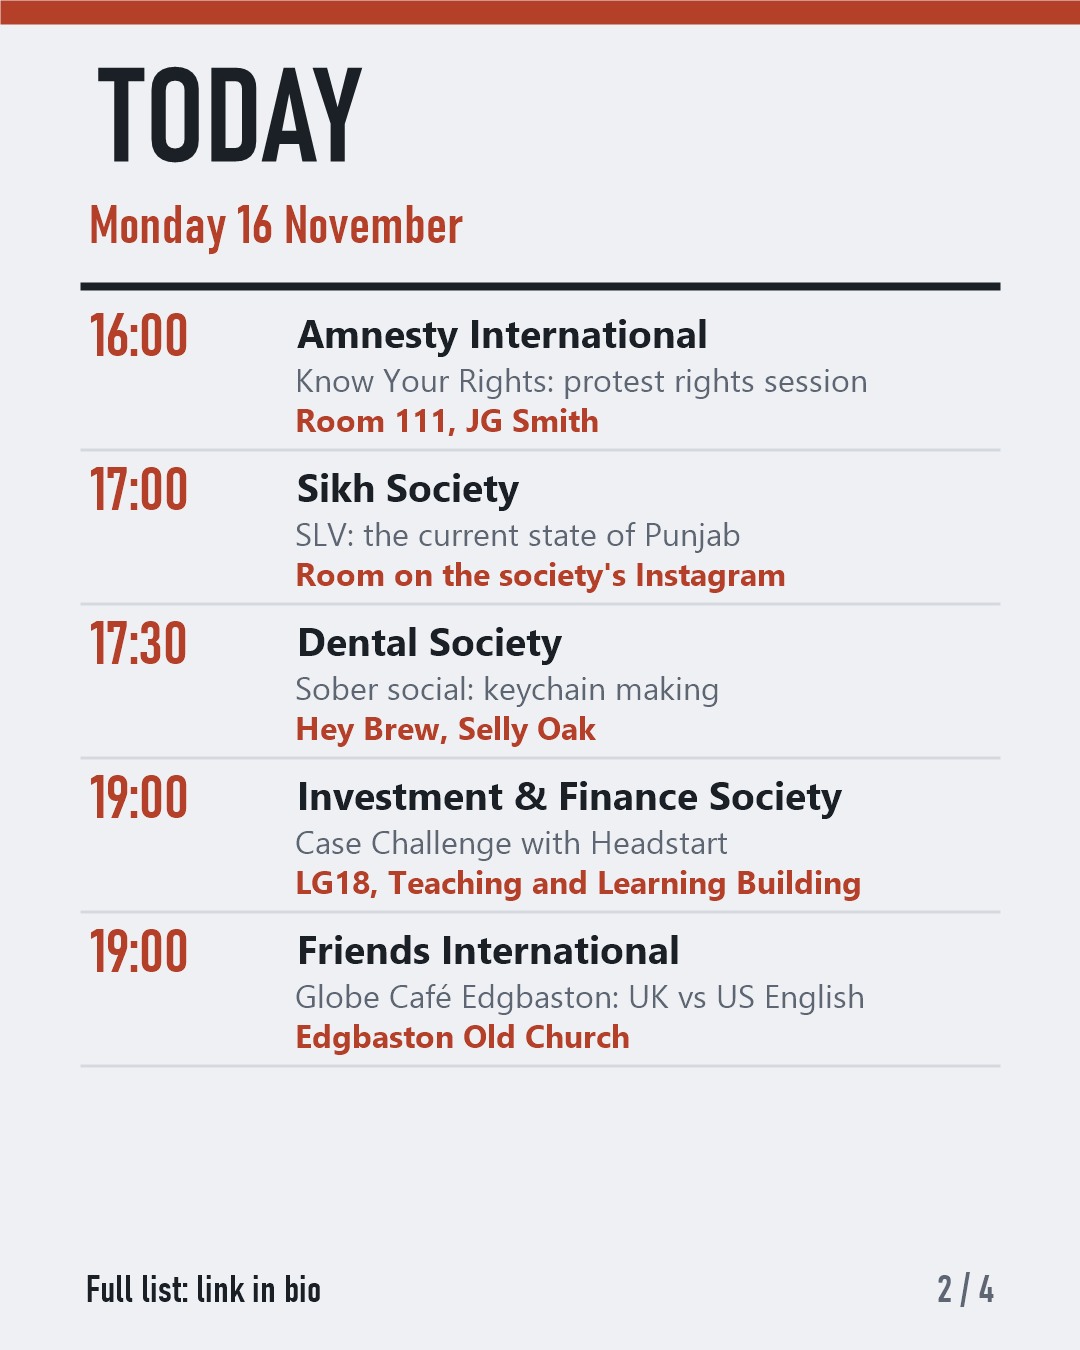 TODAY
Monday 16 November
16:00
Amnesty International
Know Your Rights: protest rights session
Room 111, JG Smith
17:00
Sikh Society
SLV: the current state of Punjab
Room on the society's Instagram
17:30
Dental Society
Sober social: keychain making
Hey Brew, Selly Oak
19:00
Investment & Finance Society
Case Challenge with Headstart
LG18, Teaching and Learning Building
19:00
Friends International
Globe Café Edgbaston: UK vs US English
Edgbaston Old Church
Full list: link in bio
2 / 4